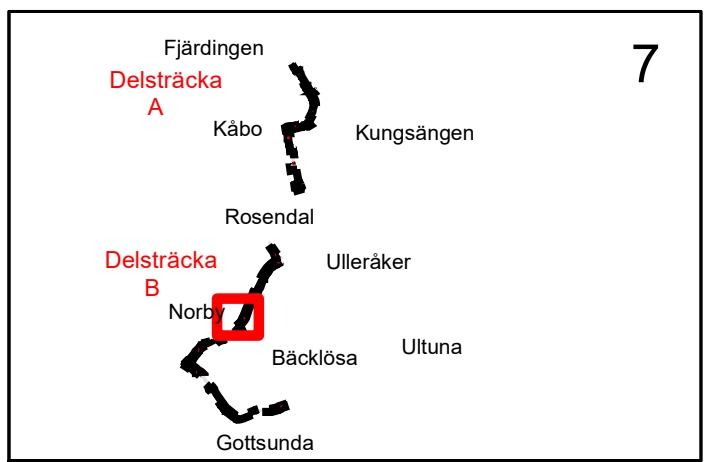 Fjärdingen
7
Delsträcka
A
Kåbo
Kungsängen
Rosendal
Delsträcka
B
Ulleråker
Norby
Ultuna
Bäcklösa
Gottsunda